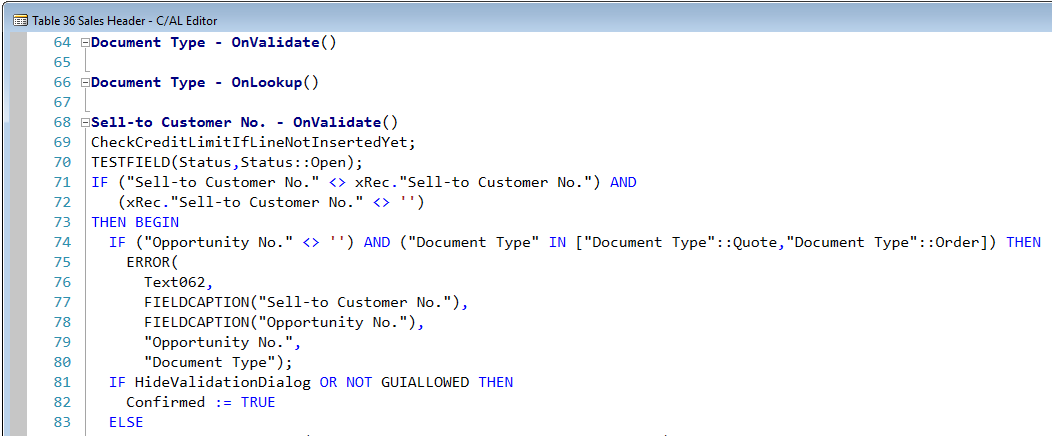 Table 36 Sales Header - C/AL Editor
64 Document Type - OnValidate()
65
66 Document Type - OnLookup()
67
68 Sell-to Customer No. - OnValidate()
69 CheckCreditLimitIfLineNotInsertedYet;
70 TESTFIELD(Status,Status::Open);
71 IF ("Sell-to Customer No." <> xRec."Sell-to Customer No.") AND
72 (xRec."Sell-to Customer No." <> '')
73 THEN BEGIN
74 IF ("Opportunity No." <> '') AND ("Document Type" IN ["Document Type"::Quote,"Document Type"::Order]) THEN
75 ERROR(
76 Text062,
77 FIELDCAPTION("Sell-to Customer No."),
78 FIELDCAPTION("Opportunity No."),
79 "Opportunity No.",
80 "Document Type");
81 IF HideValidationDialog OR NOT GUIALLOWED THEN
82 Confirmed := TRUE
83 ELSE